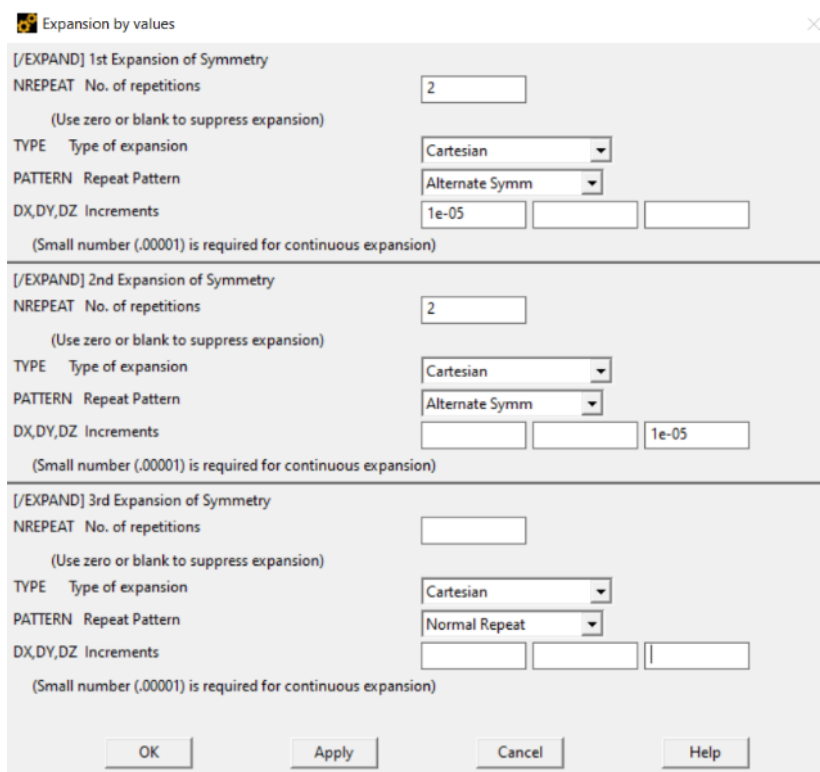 Expansion by values
[/EXPAND] 1st Expansion of Symmetry
NREPEAT No. of repetitions 2
(Use zero or blank to suppress expansion)
TYPE Type of expansion Cartesian
PATTERN Repeat Pattern Alternate Symm
DX,DY,DZ Increments 1e-05
(Small number (.00001) is required for continuous expansion)
[/EXPAND] 2nd Expansion of Symmetry
NREPEAT No. of repetitions 2
(Use zero or blank to suppress expansion)
TYPE Type of expansion Cartesian
PATTERN Repeat Pattern Alternate Symm
DX,DY,DZ Increments 1e-05
(Small number (.00001) is required for continuous expansion)
[/EXPAND] 3rd Expansion of Symmetry
NREPEAT No. of repetitions
(Use zero or blank to suppress expansion)
TYPE Type of expansion Cartesian
PATTERN Repeat Pattern Normal Repeat
DX,DY,DZ Increments
(Small number (.00001) is required for continuous expansion)
OK Apply Cancel Help